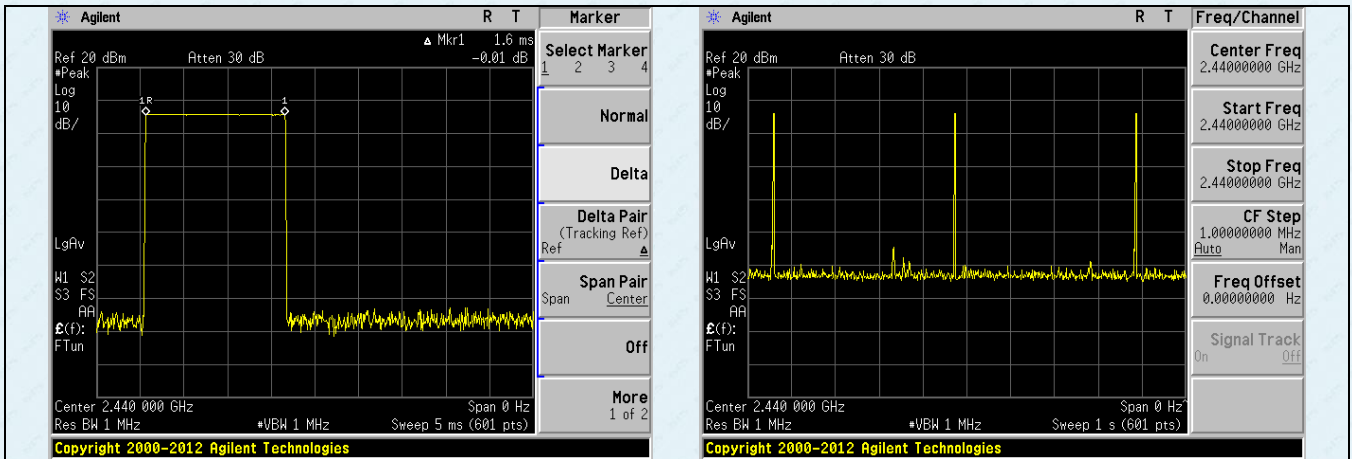 Agilent R T Marker
Δ Mkr1 1.6 ms
Ref 20 dBm Atten 30 dB -0.01 dB
#Peak
Log
10
dB/
1R
1
LgAv
W1 S2
S3 FS
AA
£(f):
FTun
Center 2.440 000 GHz Span 0 Hz
Res BW 1 MHz #VBW 1 MHz Sweep 5 ms (601 pts)
Copyright 2000-2012 Agilent Technologies
Select Marker
1 2 3 4
Normal
Delta
Delta Pair
(Tracking Ref)
Ref Δ
Span Pair
Span Center
Off
More
1 of 2
Agilent R T Freq/Channel
Ref 20 dBm Atten 30 dB
#Peak
Log
10
dB/
LgAv
W1 S2
S3 FS
AA
£(f):
FTun
Center 2.440 000 GHz Span 0 Hz
Res BW 1 MHz #VBW 1 MHz Sweep 1 s (601 pts)
Copyright 2000-2012 Agilent Technologies
Center Freq
2.44000000 GHz
Start Freq
2.44000000 GHz
Stop Freq
2.44000000 GHz
CF Step
1.00000000 MHz
Auto Man
Freq Offset
0.00000000 Hz
Signal Track
On Off